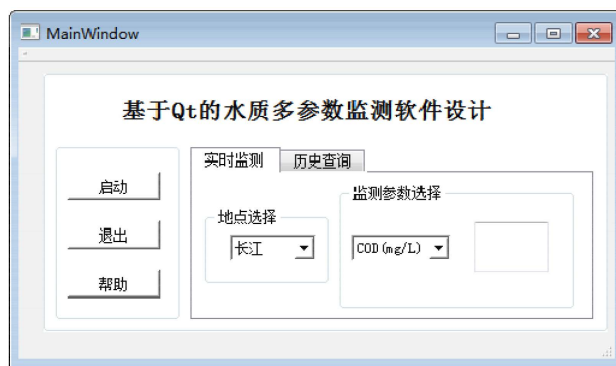 MainWindow
基于Qt的水质多参数监测软件设计
启动
退出
帮助
实时监测 历史查询
地点选择
长江
监测参数选择
COD(mg/L)